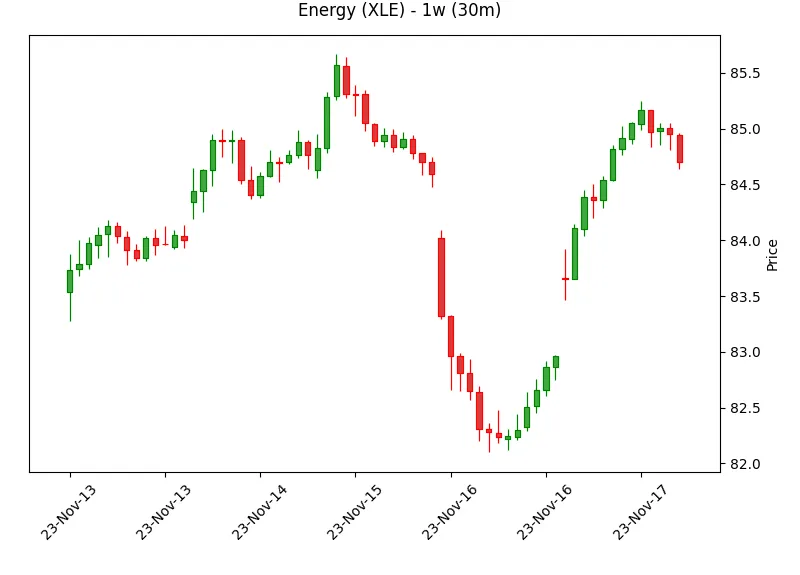 Energy (XLE) - 1w (30m)
85.5
85.0
84.5
84.0
83.5
83.0
82.5
82.0
Price
23-Nov-13
23-Nov-13
23-Nov-14
23-Nov-15
23-Nov-16
23-Nov-16
23-Nov-17